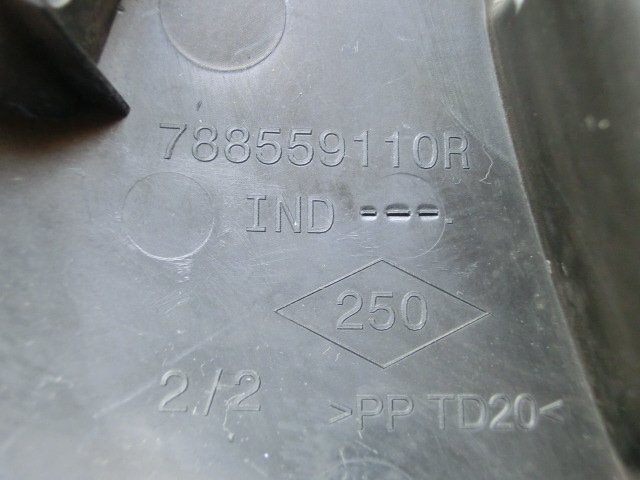 788559110R
IND ---.
250
2/2
>PP TD20<